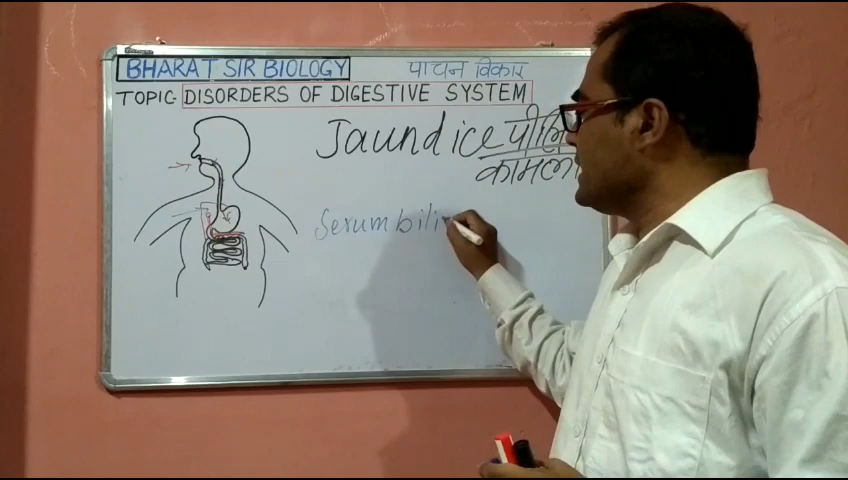 BHARAT SIR BIOLOGY पाचन विकार
TOPIC- DISORDERS OF DIGESTIVE SYSTEM
Jaundice
कामला
Serum bili